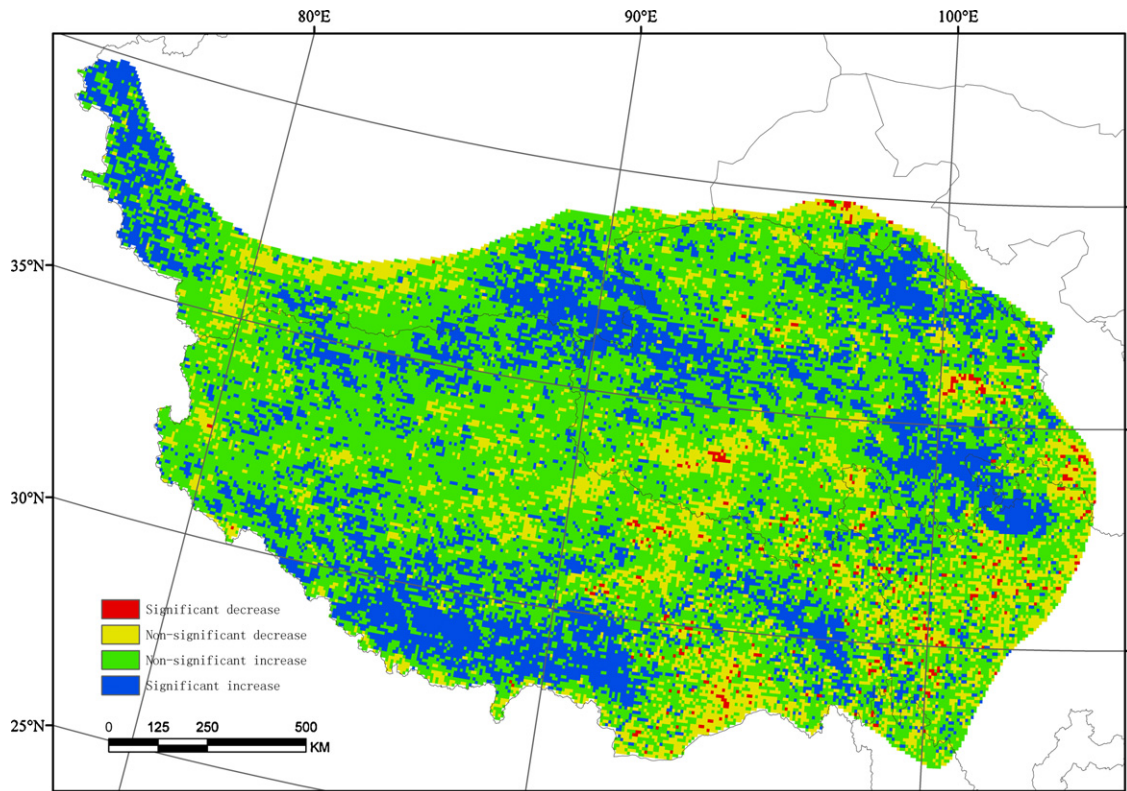 80°E 90°E 100°E
35°N
30°N
25°N
Significant decrease
Non-significant decrease
Non-significant increase
Significant increase
0 125 250 500
KM